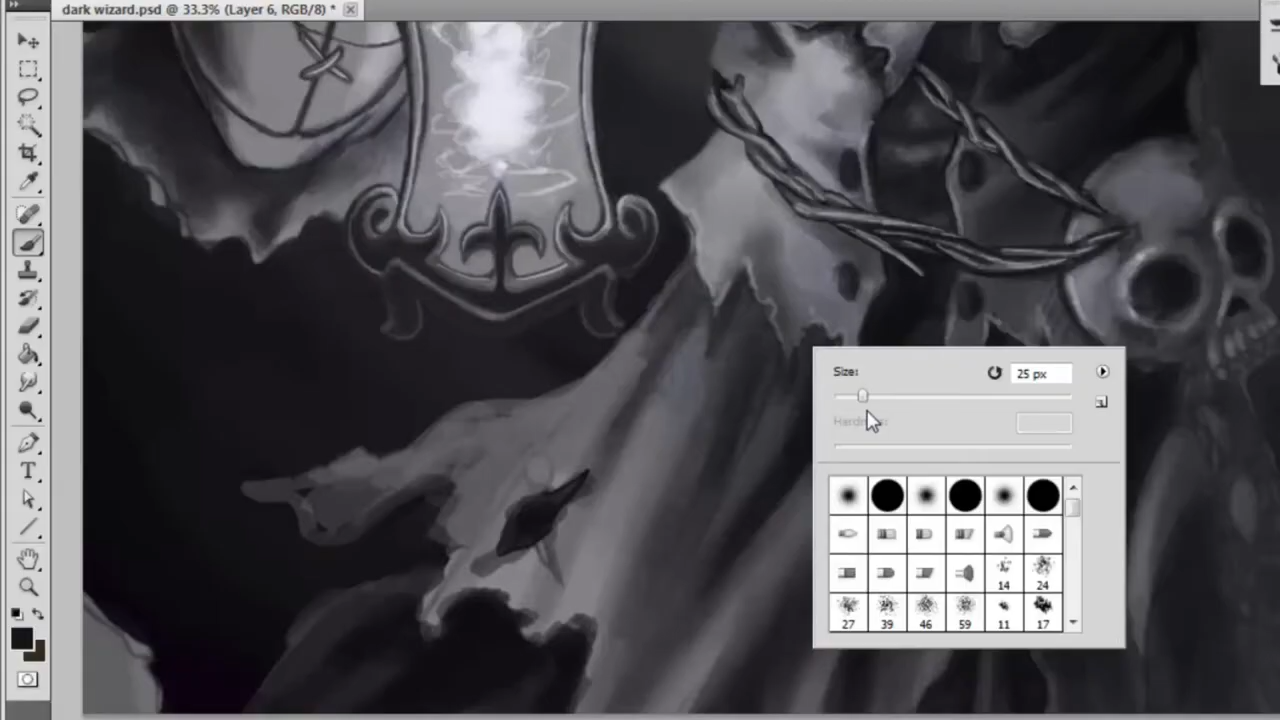 dark wizard.psd @ 33.3% (Layer 6, RGB/8) *
Size:
25 px
T
14 24
27 39 46 59 11 17